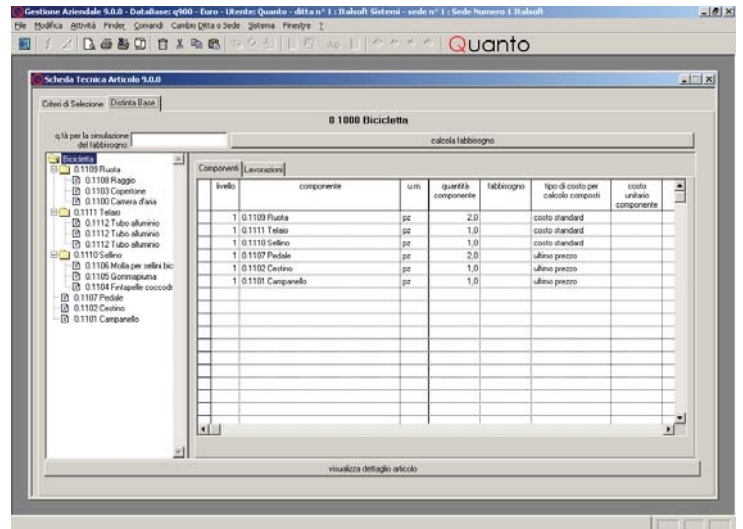 Gestione Aziendale 9.0.0 - DataBase: q900 - Euro - Utente: Quanto - ditta n° 1 : Italsoft Sistemi - sede n° 1 : Sede Numero 1 Italsoft
File Modifica Attività Finder Comandi Cambio Ditta o Sede Sistema Finestre ?
Quanto
Scheda Tecnica Articolo 9.0.0
Criteri di Selezione Distinta Base
0 1000 Bicicletta
q.tà per la simulazione
del fabbisogno:
calcola fabbisogno
Bicicletta
0.1109 Ruota
0.1108 Raggio
0.1103 Copertone
0.1100 Camera d'aria
0.1111 Telaio
0.1112 Tubo alluminio
0.1112 Tubo alluminio
0.1112 Tubo alluminio
0.1110 Sellino
0.1106 Molla per sellini bic
0.1105 Gommapiuma
0.1104 Fintapelle coccodr
0.1107 Pedale
0.1102 Cestino
0.1101 Campanello
Componenti Lavorazioni
livello componente u.m. quantità componente fabbisogno tipo di costo per calcolo composti costo unitario componente
1 0.1109 Ruota pz 2,0 costo standard
1 0.1111 Telaio pz 1,0 costo standard
1 0.1110 Sellino pz 1,0 costo standard
1 0.1107 Pedale pz 2,0 ultimo prezzo
1 0.1102 Cestino pz 1,0 ultimo prezzo
1 0.1101 Campanello pz 1,0 ultimo prezzo
visualizza dettaglio articolo